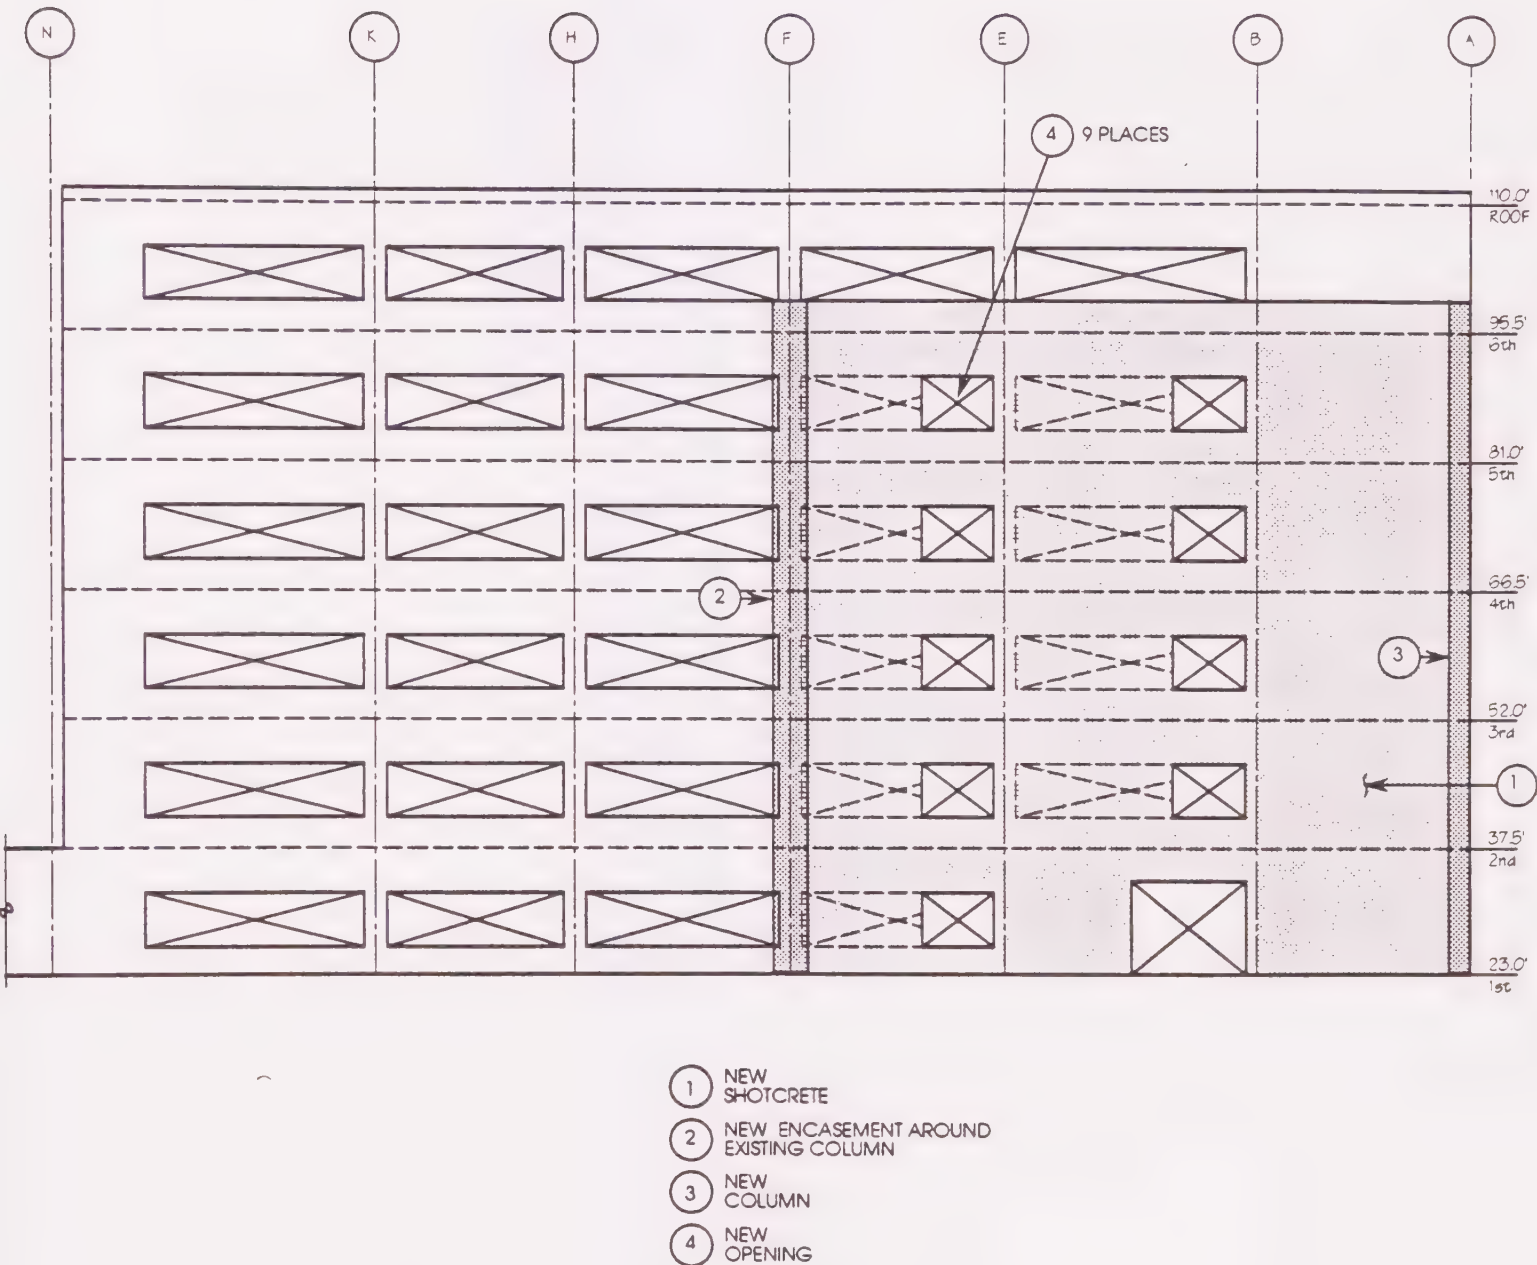 N K H F E B A
4 9 PLACES
110.0'
ROOF
95.5'
6th
81.0'
5th
66.5'
4th
2
3
52.0'
3rd
1
37.5'
2nd
23.0'
1st
1 NEW
SHOTCRETE
2 NEW ENCASEMENT AROUND
EXISTING COLUMN
3 NEW
COLUMN
4 NEW
OPENING